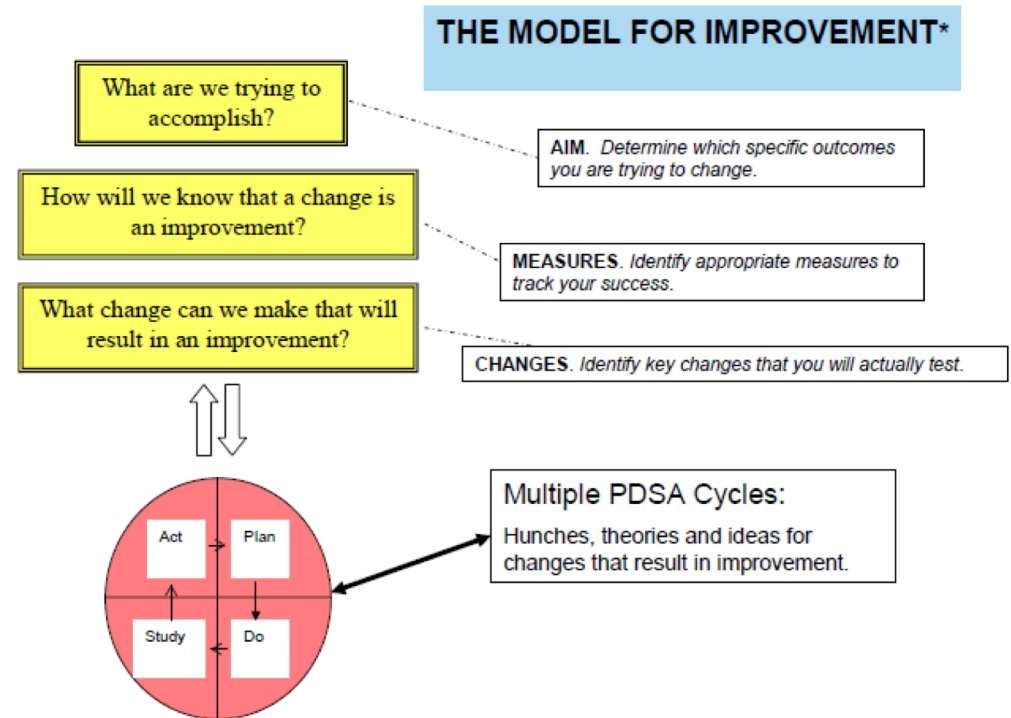 THE MODEL FOR IMPROVEMENT*
What are we trying to
accomplish?
AIM. Determine which specific outcomes
you are trying to change.
How will we know that a change is
an improvement?
MEASURES. Identify appropriate measures to
track your success.
What change can we make that will
result in an improvement?
CHANGES. Identify key changes that you will actually test.
Multiple PDSA Cycles:
Hunches, theories and ideas for
changes that result in improvement.
Act
Plan
Study
Do